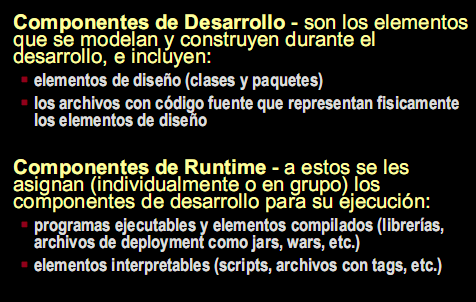 Componentes de Desarrollo - son los elementos
que se modelan y construyen durante el
desarrollo, e incluyen:
elementos de diseño (clases y paquetes)
los archivos con código fuente que representan físicamente
los elementos de diseño
Componentes de Runtime - a estos se les
asignan (individualmente o en grupo) los
componentes de desarrollo para su ejecución:
programas ejecutables y elementos compilados (librerías,
archivos de deployment como jars, wars, etc.)
elementos interpretables (scripts, archivos con tags, etc.)